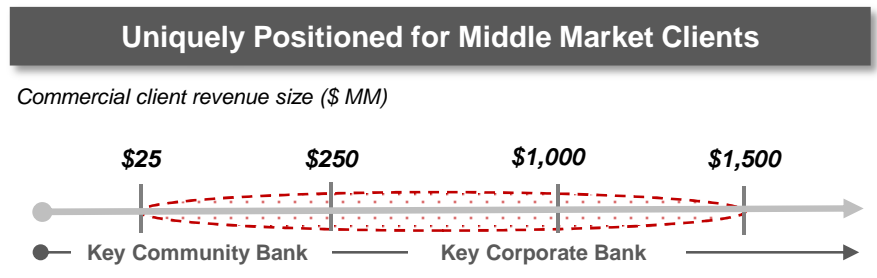 Uniquely Positioned for Middle Market Clients
Commercial client revenue size ($ MM)
$25 $250 $1,000 $1,500
Key Community Bank Key Corporate Bank